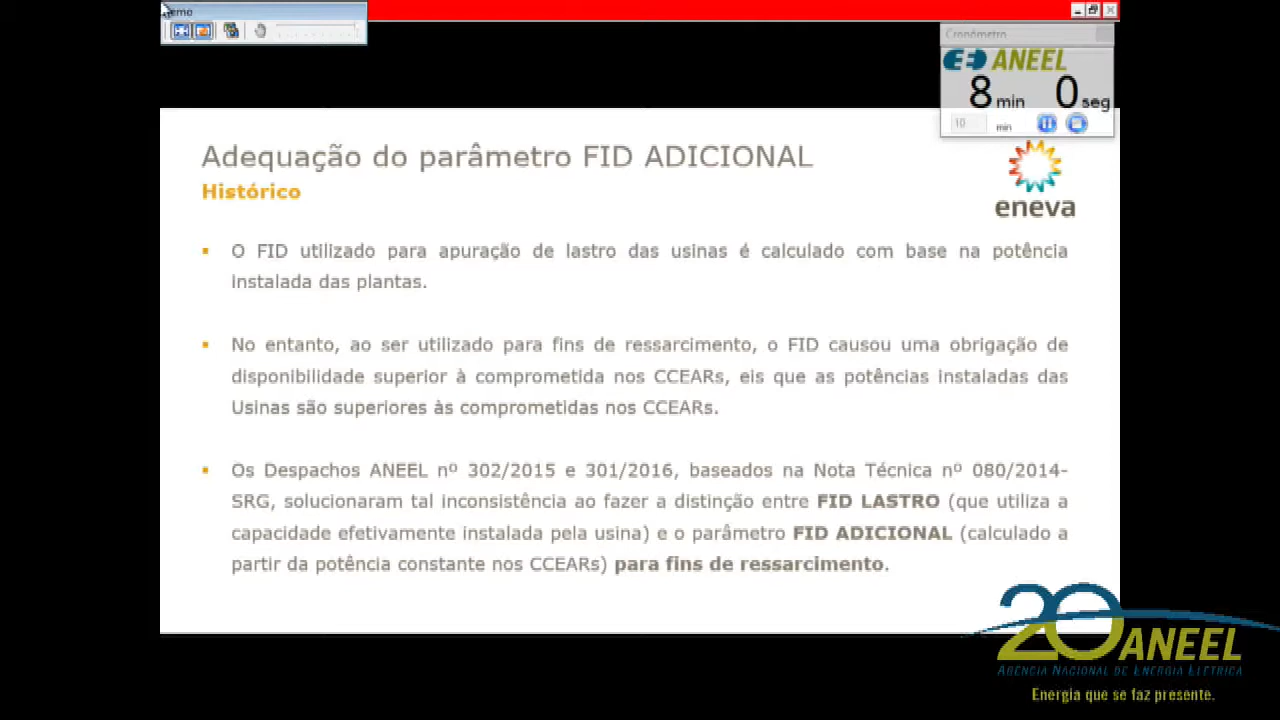 emo
Cronômetro
ANEEL
8 min 0 seg
10 min
Adequação do parâmetro FID ADICIONAL
Histórico
eneva
▪ O FID utilizado para apuração de lastro das usinas é calculado com base na potência
instalada das plantas.
▪ No entanto, ao ser utilizado para fins de ressarcimento, o FID causou uma obrigação de
disponibilidade superior à comprometida nos CCEARs, eis que as potências instaladas das
Usinas são superiores às comprometidas nos CCEARs.
▪ Os Despachos ANEEL nº 302/2015 e 301/2016, baseados na Nota Técnica nº 080/2014-
SRG, solucionaram tal inconsistência ao fazer a distinção entre FID LASTRO (que utiliza a
capacidade efetivamente instalada pela usina) e o parâmetro FID ADICIONAL (calculado a
partir da potência constante nos CCEARs) para fins de ressarcimento.
20 ANEEL
AGÊNCIA NACIONAL DE ENERGIA ELÉTRICA
Energia que se faz presente.